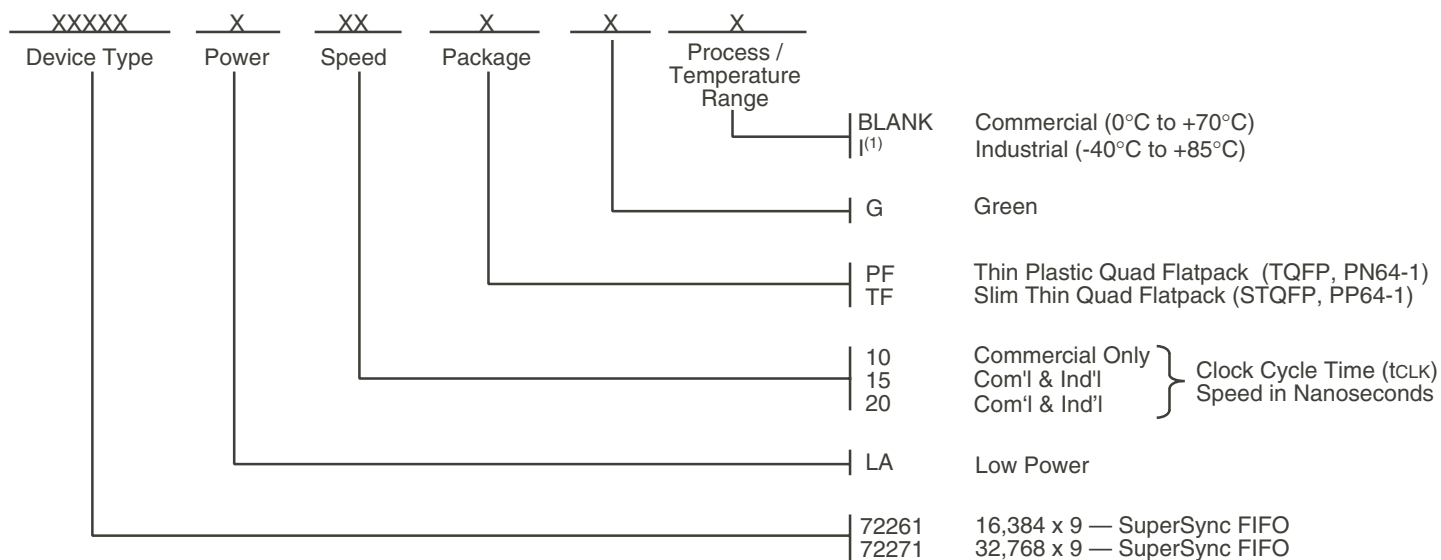 XXXXX X XX X X X
Device Type Power Speed Package Process /
Temperature
Range
BLANK Commercial (0°C to +70°C)
I(1) Industrial (-40°C to +85°C)
G Green
PF Thin Plastic Quad Flatpack (TQFP, PN64-1)
TF Slim Thin Quad Flatpack (STQFP, PP64-1)
10 Commercial Only
15 Com'l & Ind'l
20 Com‘l & Ind’l
Clock Cycle Time (tCLK)
Speed in Nanoseconds
LA Low Power
72261 16,384 x 9 — SuperSync FIFO
72271 32,768 x 9 — SuperSync FIFO